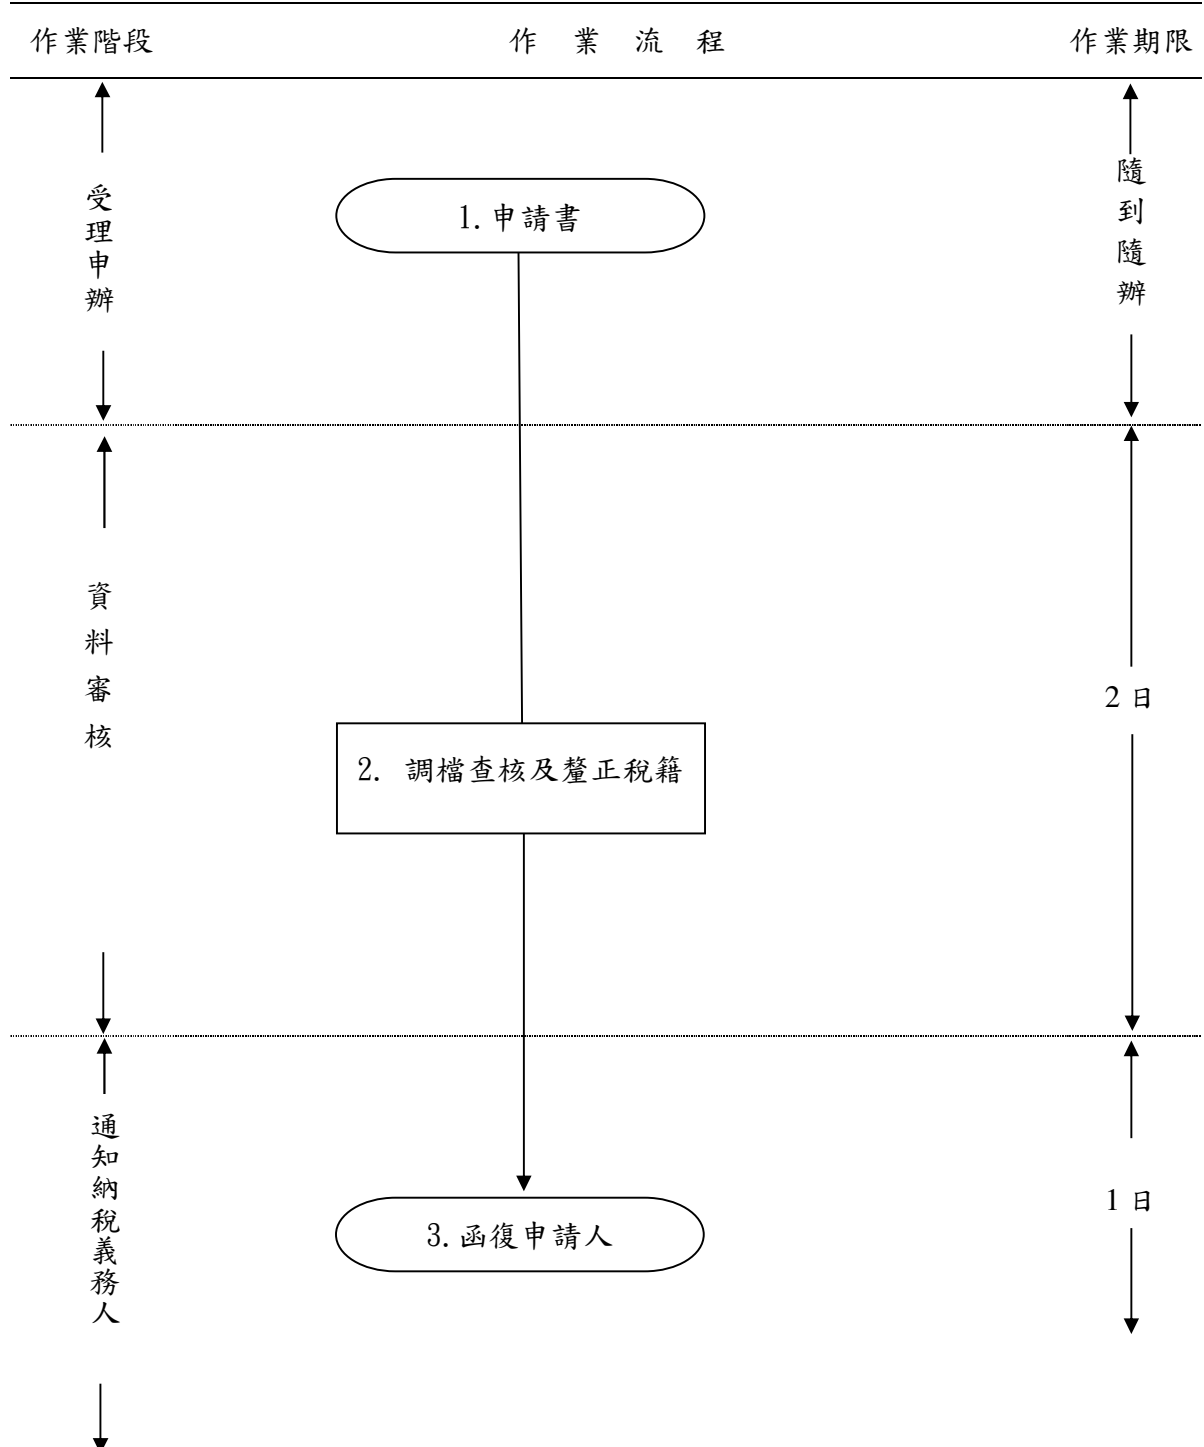 作業階段 作 業 流 程 作業期限
受理申辦
1.申請書
隨到隨辦
資料審核
2. 調檔查核及釐正稅籍
2 日
通知納稅義務人
3.函復申請人
1 日